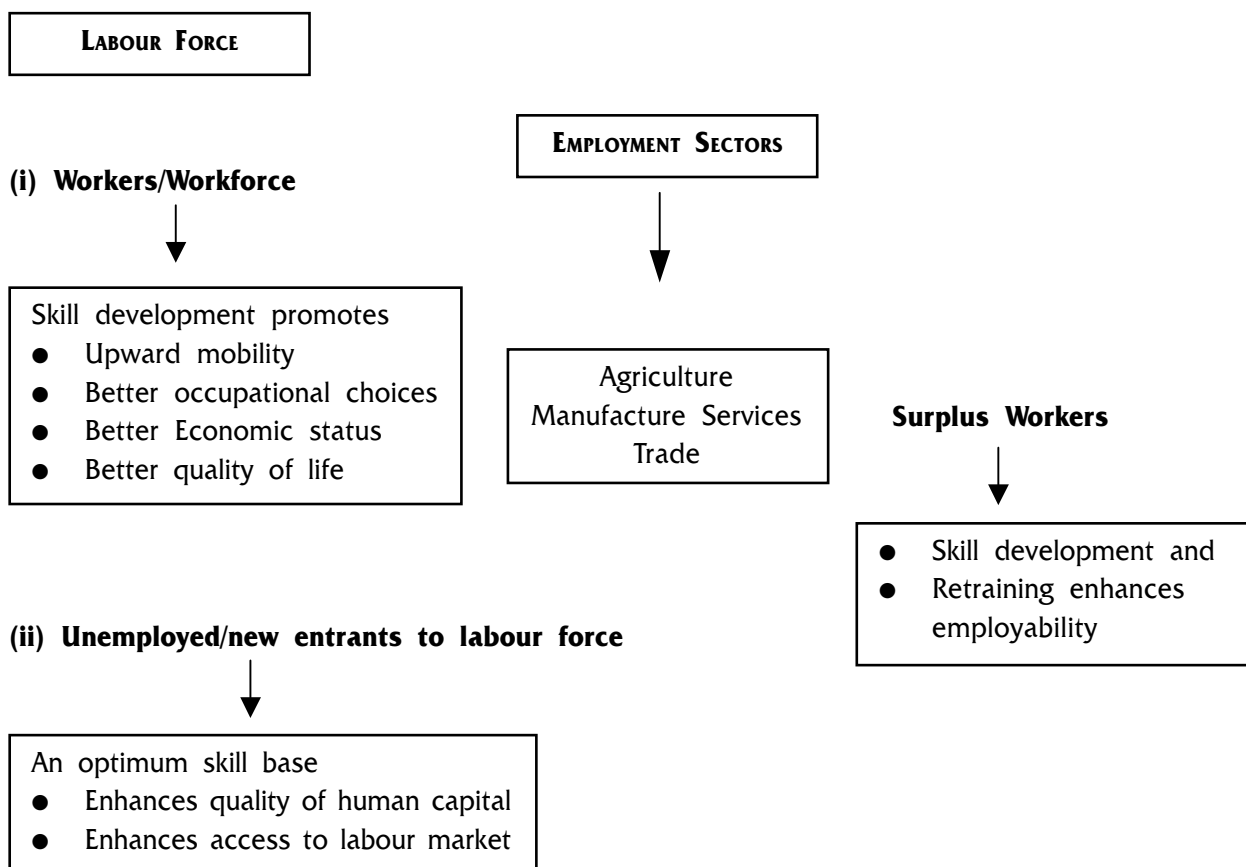 LABOUR FORCE
EMPLOYMENT SECTORS
(i) Workers/Workforce
Skill development promotes
● Upward mobility
● Better occupational choices
● Better Economic status
● Better quality of life
Agriculture
Manufacture Services
Trade
Surplus Workers
● Skill development and
● Retraining enhances
employability
(ii) Unemployed/new entrants to labour force
An optimum skill base
● Enhances quality of human capital
● Enhances access to labour market